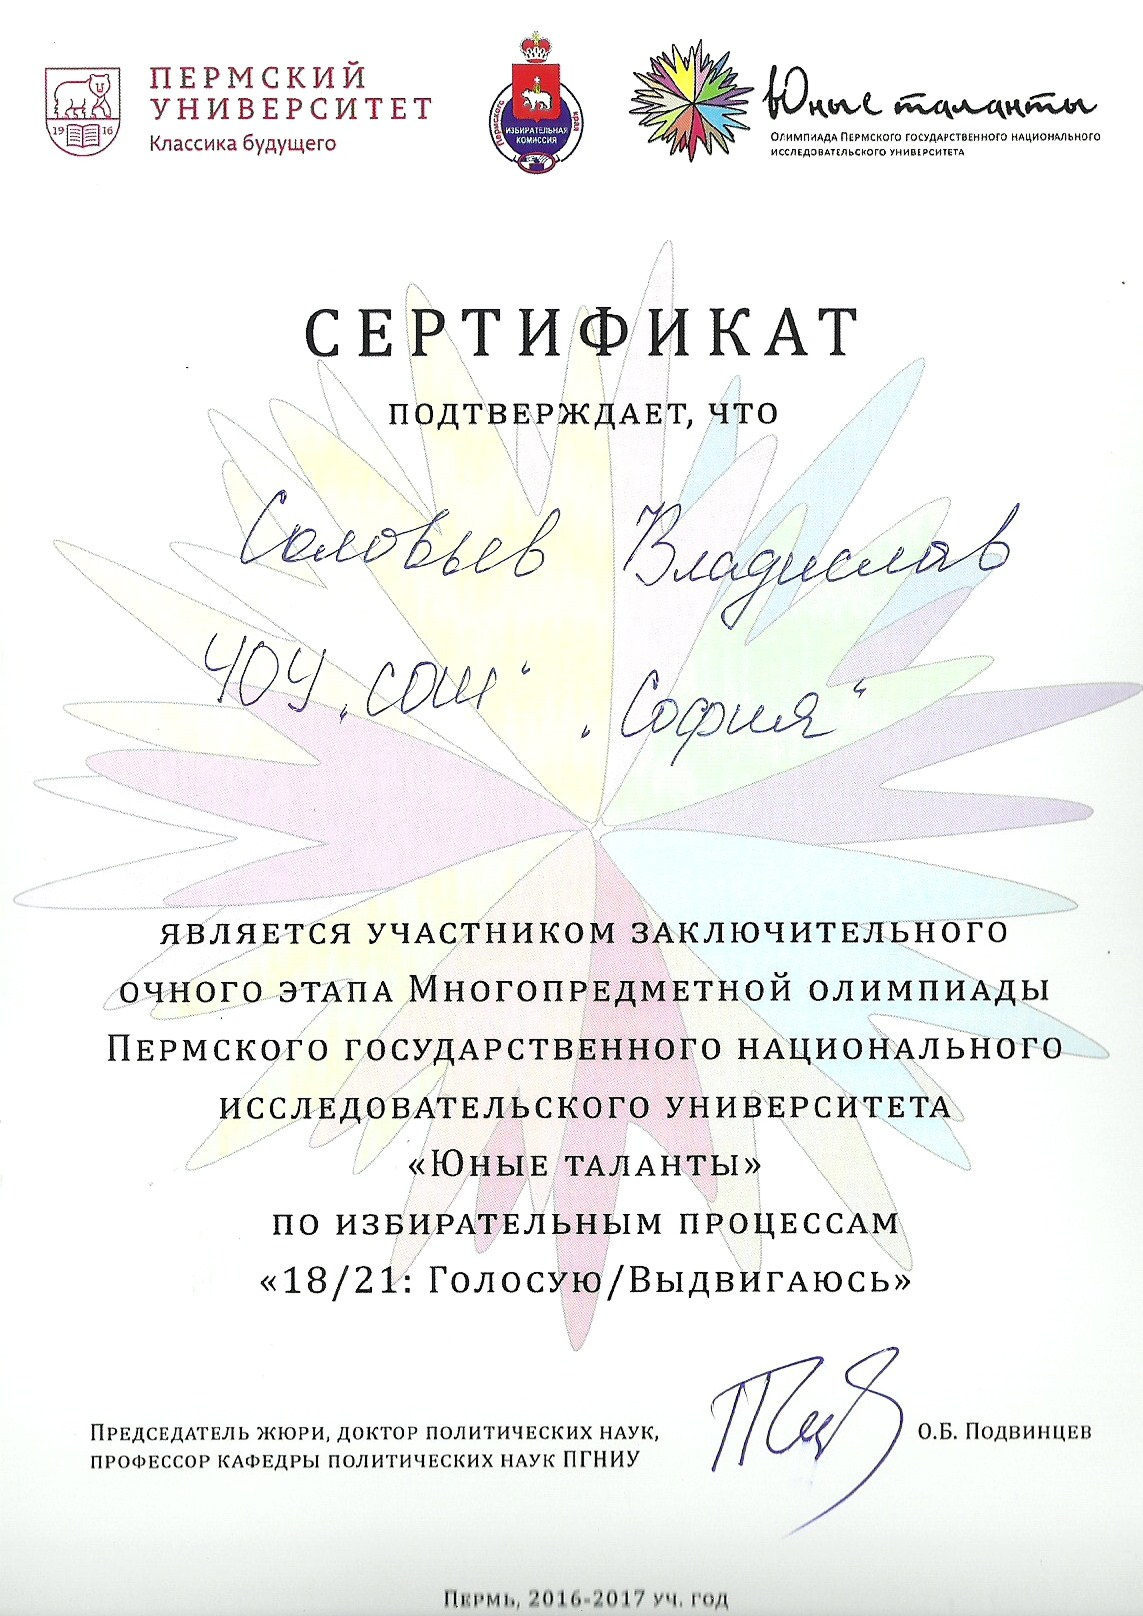 ПЕРМСКИЙ
УНИВЕРСИТЕТ
Классика будущего
19 16
Пермского края
ИЗБИРАТЕЛЬНАЯ
КОМИССИЯ
Юные таланты
Олимпиада Пермского государственного национального
исследовательского университета
СЕРТИФИКАТ
подтверждает, что
Соловьев Владислав
ЧОУ „СОШ“ „София“
является участником заключительного
очного этапа Многопредметной олимпиады
Пермского государственного национального
исследовательского университета
«Юные таланты»
по избирательным процессам
«18/21: Голосую/Выдвигаюсь»
Председатель жюри, доктор политических наук,
профессор кафедры политических наук ПГНИУ
О.Б. Подвинцев
Пермь, 2016-2017 уч. год